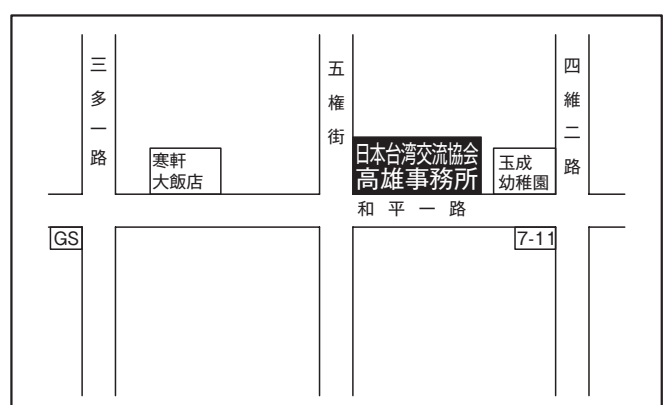 三多一路
五権街
四維二路
寒軒
大飯店
日本台湾交流協会
高雄事務所
玉成
幼稚園
和平一路
GS
7-11